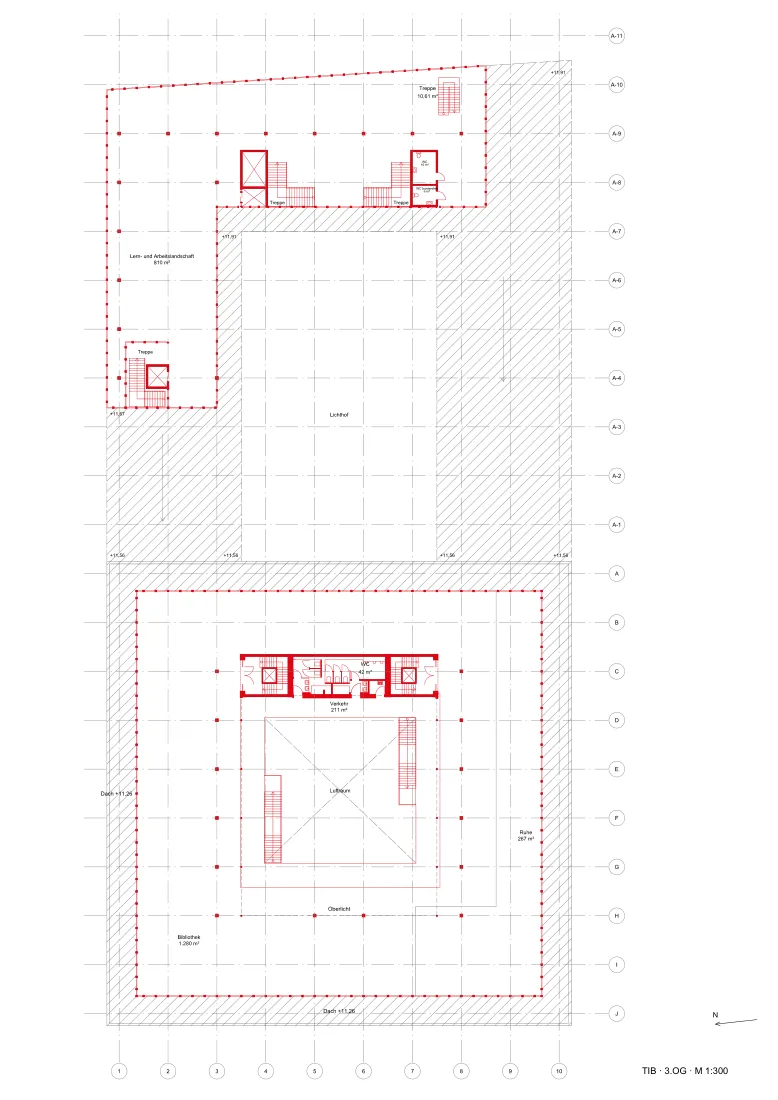 A-11
+11,91
A-10
Treppe
10,61 m²
A-9
WC
A-8
Treppe
Treppe
+11,91
+11,91
A-7
Lern- und Arbeitslandschaft
810 m²
A-6
A-5
Treppe
A-4
+11,91
Lichthof
A-3
A-2
A-1
+11,56
+11,56
+11,56
+11,56
A
B
WC
42 m²
C
Verkehr
211 m²
D
E
Luftraum
Dach +11,26
F
Ruhe
267 m²
G
Oberlicht
H
Bibliothek
1.280 m²
I
Dach +11,26
J
N
1 2 3 4 5 6 7 8 9 10
TIB · 3.OG · M 1:300